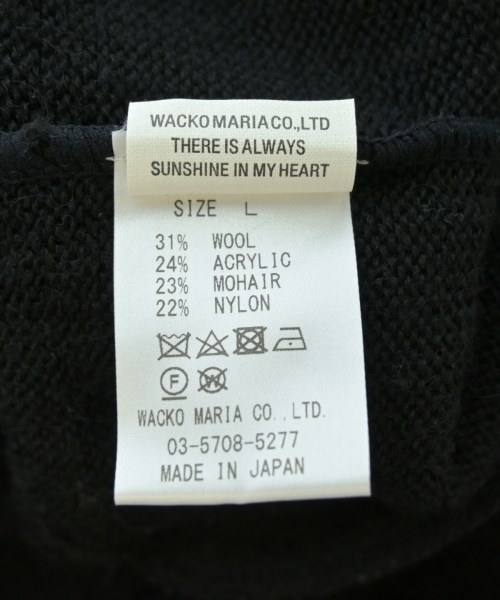 WACKO MARIA CO.,LTD
THERE IS ALWAYS
SUNSHINE IN MY HEART
SIZE L
31% WOOL
24% ACRYLIC
23% MOHAIR
22% NYLON
F W
WACKO MARIA CO.,LTD.
03-5708-5277
MADE IN JAPAN